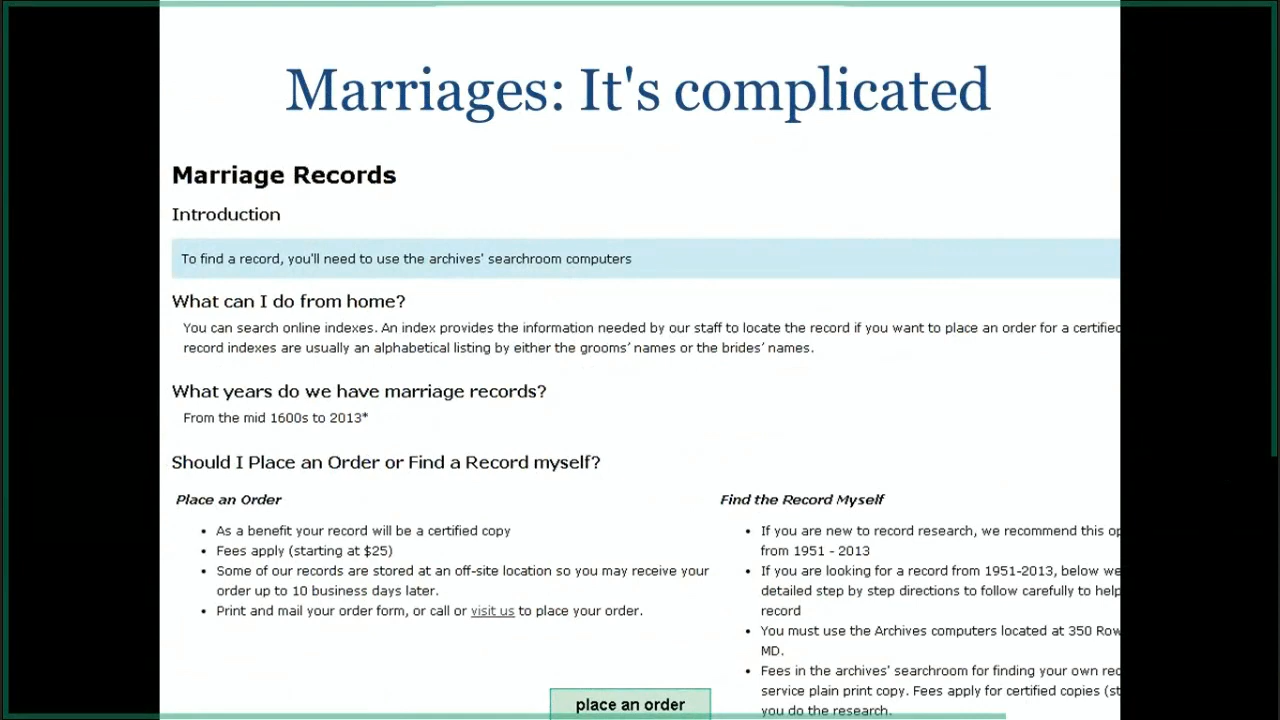 Marriages: It's complicated
Marriage Records
Introduction
To find a record, you'll need to use the archives' searchroom computers
What can I do from home?
You can search online indexes. An index provides the information needed by our staff to locate the record if you want to place an order for a certified
record indexes are usually an alphabetical listing by either the grooms’ names or the brides’ names.
What years do we have marriage records?
From the mid 1600s to 2013*
Should I Place an Order or Find a Record myself?
Place an Order
• As a benefit your record will be a certified copy
• Fees apply (starting at $25)
• Some of our records are stored at an off-site location so you may receive your
order up to 10 business days later.
• Print and mail your order form, or call or visit us to place your order.
place an order
Find the Record Myself
• If you are new to record research, we recommend this
from 1951 - 2013
• If you are looking for a record from 1951-2013, below we
detailed step by step directions to follow carefully to help
record
• You must use the Archives computers located at 350
MD.
• Fees in the archives' searchroom for finding your own
service plain print copy. Fees apply for certified copies
you do the research.